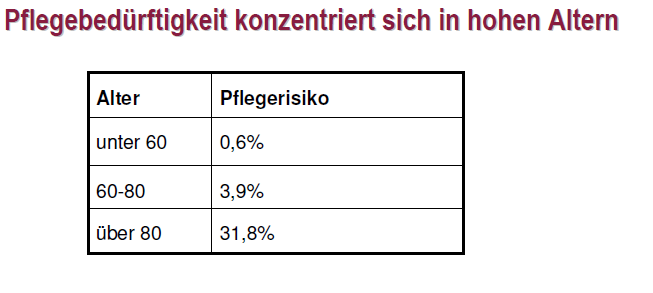 Pflegebedürftigkeit konzentriert sich in hohen Altern
Alter Pflegerisiko
unter 60 0,6%
60-80 3,9%
über 80 31,8%